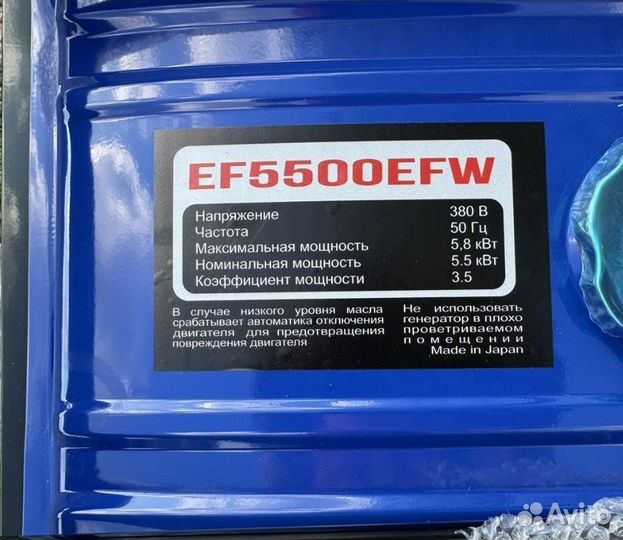 EF5500EFW
Напряжение 380 В
Частота 50 Гц
Максимальная мощность 5,8 кВт
Номинальная мощность 5.5 кВт
Коэффициент мощности 3.5
В случае низкого уровня масла
срабатывает автоматика отключения
двигателя для предотвращения
повреждения двигателя
Не использовать
генератор в плохо
проветриваемом
помещении
Made in Japan
Avito